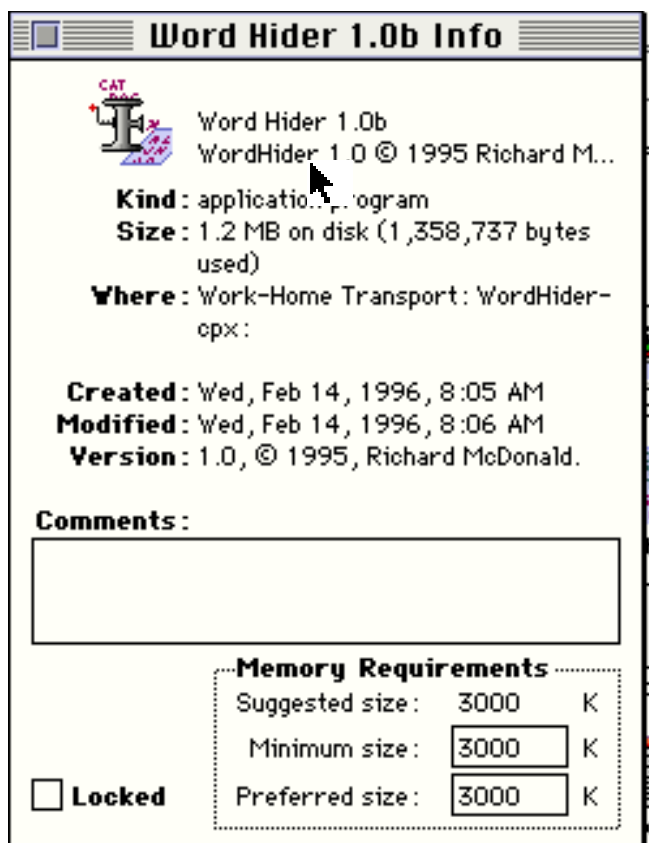 Word Hider 1.0b Info
CAT
DOG
Word Hider 1.0b
WordHider 1.0 © 1995 Richard M...
Kind: application program
Size: 1.2 MB on disk (1,358,737 bytes
used)
Where: Work-Home Transport: WordHider-
cpx:
Created: Wed, Feb 14, 1996, 8:05 AM
Modified: Wed, Feb 14, 1996, 8:06 AM
Version: 1.0, © 1995, Richard McDonald.
Comments:
Memory Requirements
Suggested size: 3000 K
Minimum size: 3000 K
Locked Preferred size: 3000 K